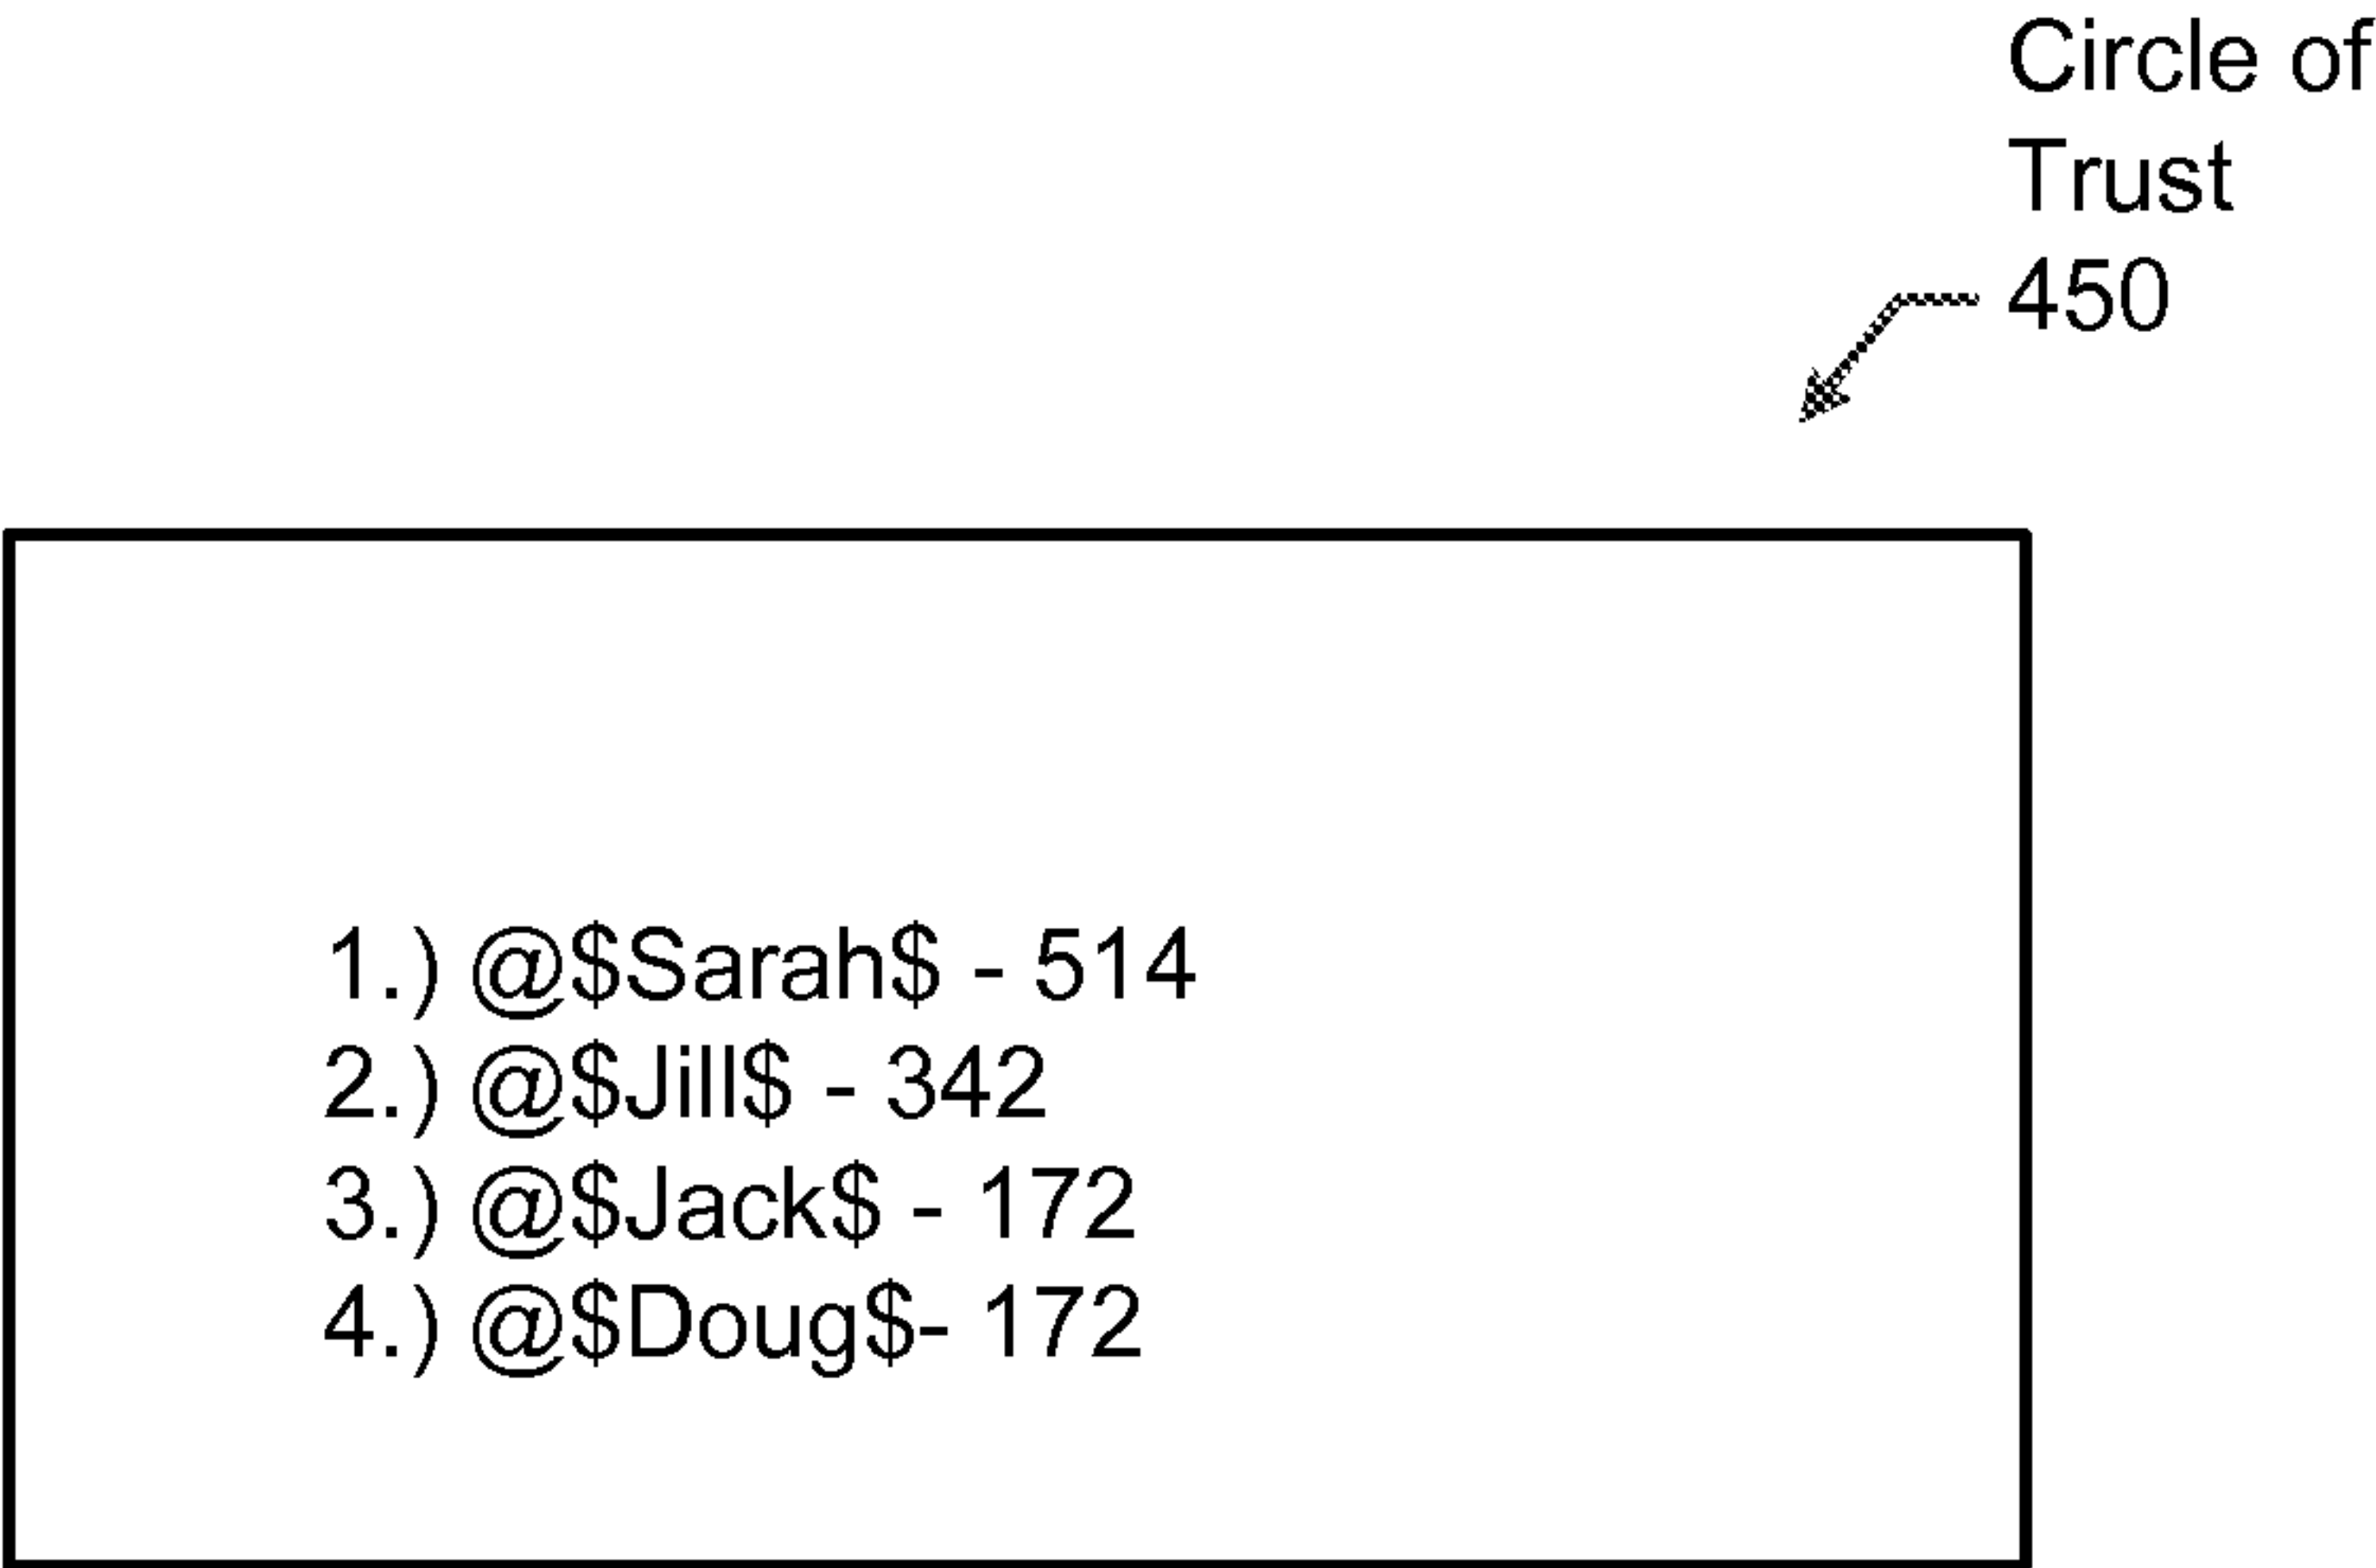 Circle of
Trust
450
1.) @$Sarah$ - 514
2.) @$Jill$ - 342
3.) @$Jack$ - 172
4.) @$Doug$- 172